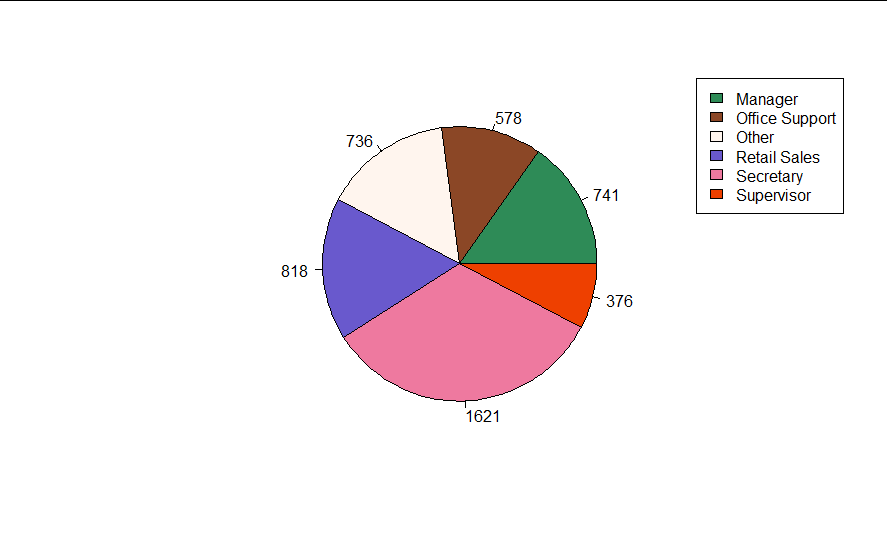 578
736
741
818
376
1621
Manager
Office Support
Other
Retail Sales
Secretary
Supervisor